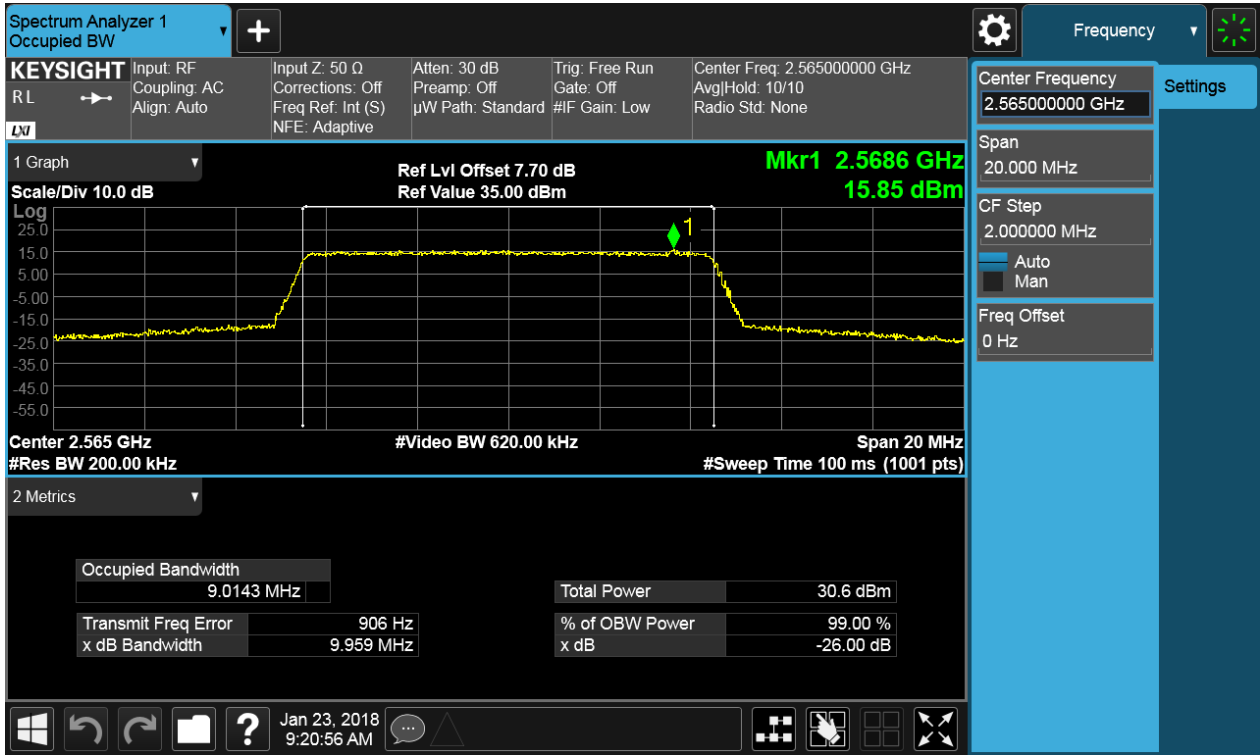 Spectrum Analyzer 1
Occupied BW
+
Frequency
KEYSIGHT
RL
LXI
Input: RF
Coupling: AC
Align: Auto
Input Z: 50 Ω
Corrections: Off
Freq Ref: Int (S)
NFE: Adaptive
Atten: 30 dB
Preamp: Off
µW Path: Standard
Trig: Free Run
Gate: Off
#IF Gain: Low
Center Freq: 2.565000000 GHz
Avg|Hold: 10/10
Radio Std: None
Center Frequency
2.565000000 GHz
Settings
Span
20.000 MHz
CF Step
2.000000 MHz
Auto
Man
Freq Offset
0 Hz
1 Graph
Scale/Div 10.0 dB
Ref Lvl Offset 7.70 dB
Ref Value 35.00 dBm
Mkr1 2.5686 GHz
15.85 dBm
Log
25.0
15.0
5.00
-5.00
-15.0
-25.0
-35.0
-45.0
-55.0
1
Center 2.565 GHz
#Res BW 200.00 kHz
#Video BW 620.00 kHz
Span 20 MHz
#Sweep Time 100 ms (1001 pts)
2 Metrics
Occupied Bandwidth
9.0143 MHz
Transmit Freq Error 906 Hz
x dB Bandwidth 9.959 MHz
Total Power 30.6 dBm
% of OBW Power 99.00 %
x dB -26.00 dB
?
Jan 23, 2018
9:20:56 AM